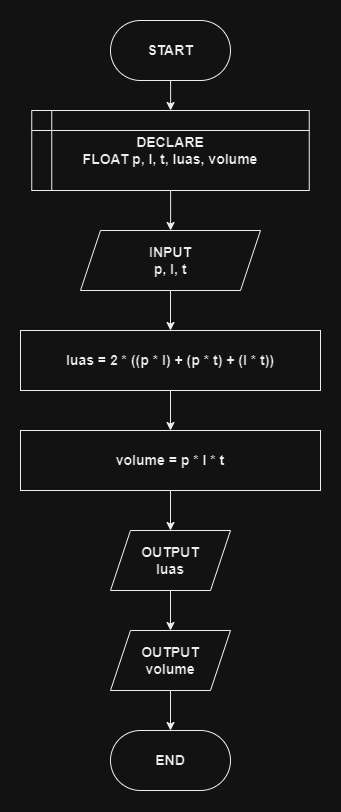 START
DECLARE
FLOAT p, l, t, luas, volume
INPUT
p, l, t
luas = 2 * ((p * l) + (p * t) + (l * t))
volume = p * l * t
OUTPUT
luas
OUTPUT
volume
END